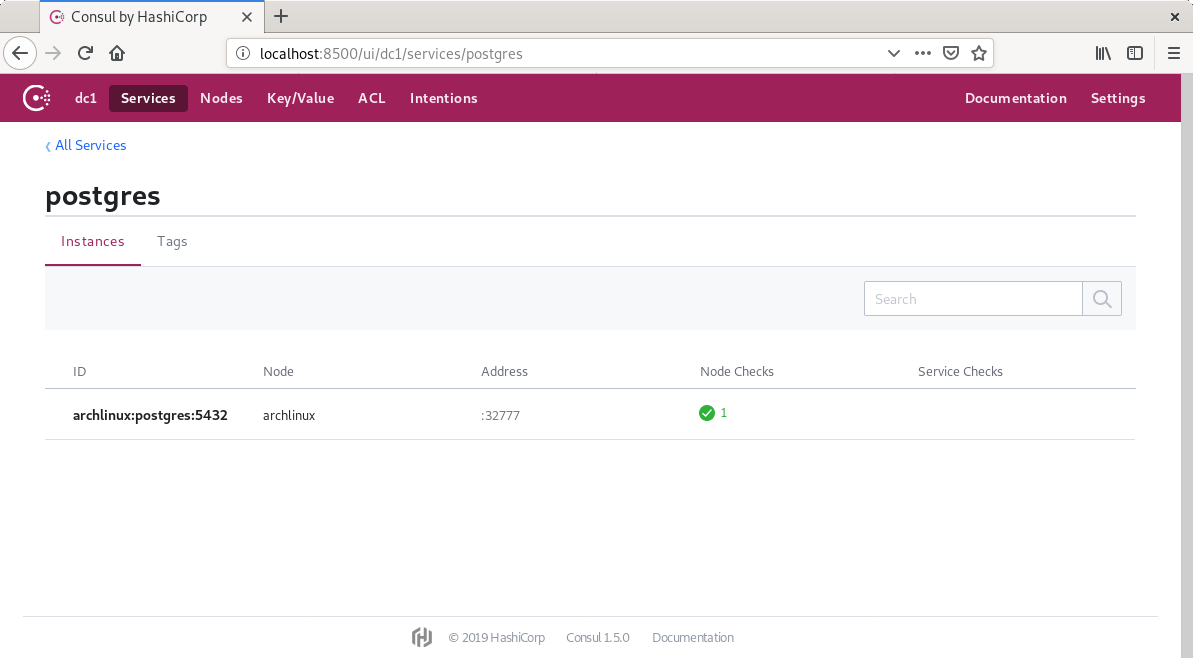 Consul by HashiCorp
localhost:8500/ui/dc1/services/postgres
dc1 Services Nodes Key/Value ACL Intentions Documentation Settings
All Services
postgres
Instances Tags
Search
ID Node Address Node Checks Service Checks
archlinux:postgres:5432 archlinux :32777 1
© 2019 HashiCorp Consul 1.5.0 Documentation